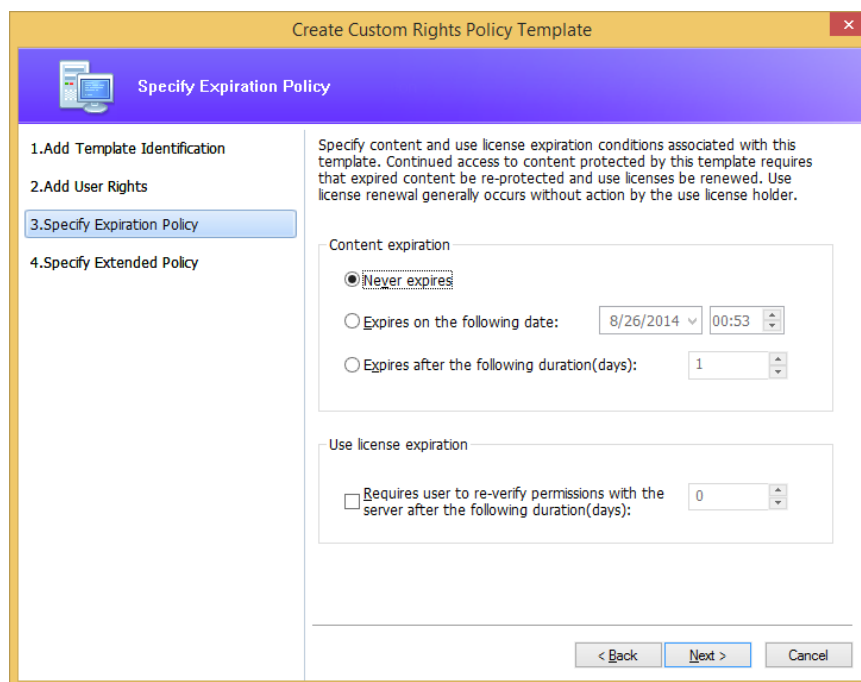 Create Custom Rights Policy Template
Specify Expiration Policy
1.Add Template Identification
2.Add User Rights
3.Specify Expiration Policy
4.Specify Extended Policy
Specify content and use license expiration conditions associated with this
template. Continued access to content protected by this template requires
that expired content be re-protected and use licenses be renewed. Use
license renewal generally occurs without action by the use license holder.
Content expiration
Never expires
Expires on the following date: 8/26/2014 00:53
Expires after the following duration(days): 1
Use license expiration
Requires user to re-verify permissions with the
server after the following duration(days): 0
< Back Next > Cancel